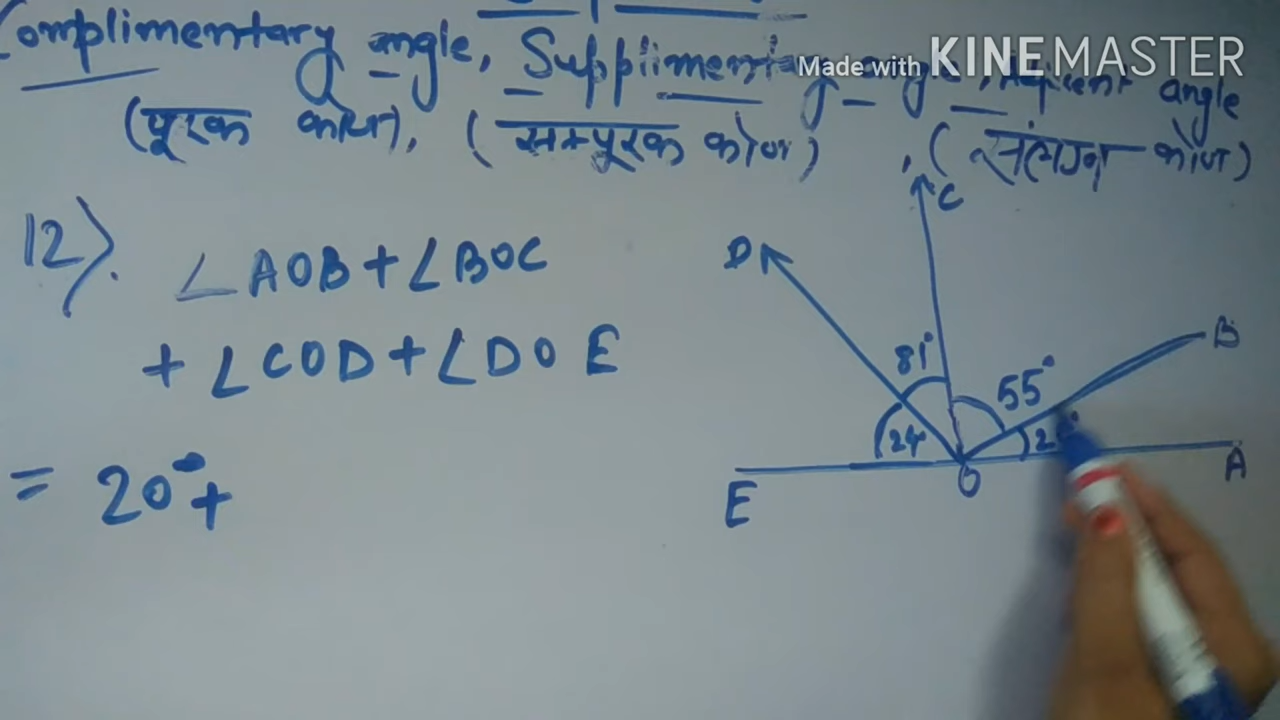 Complimentary angle, Supplimentary angle, angle
(पूरक कोण), (सम्पूरक कोण), (संलग्न कोण)
Made with KINEMASTER
12). ∠AOB + ∠BOC
+ ∠COD + ∠DOE
= 20° +
C
D
B
81°
55°
24°
E
O
A